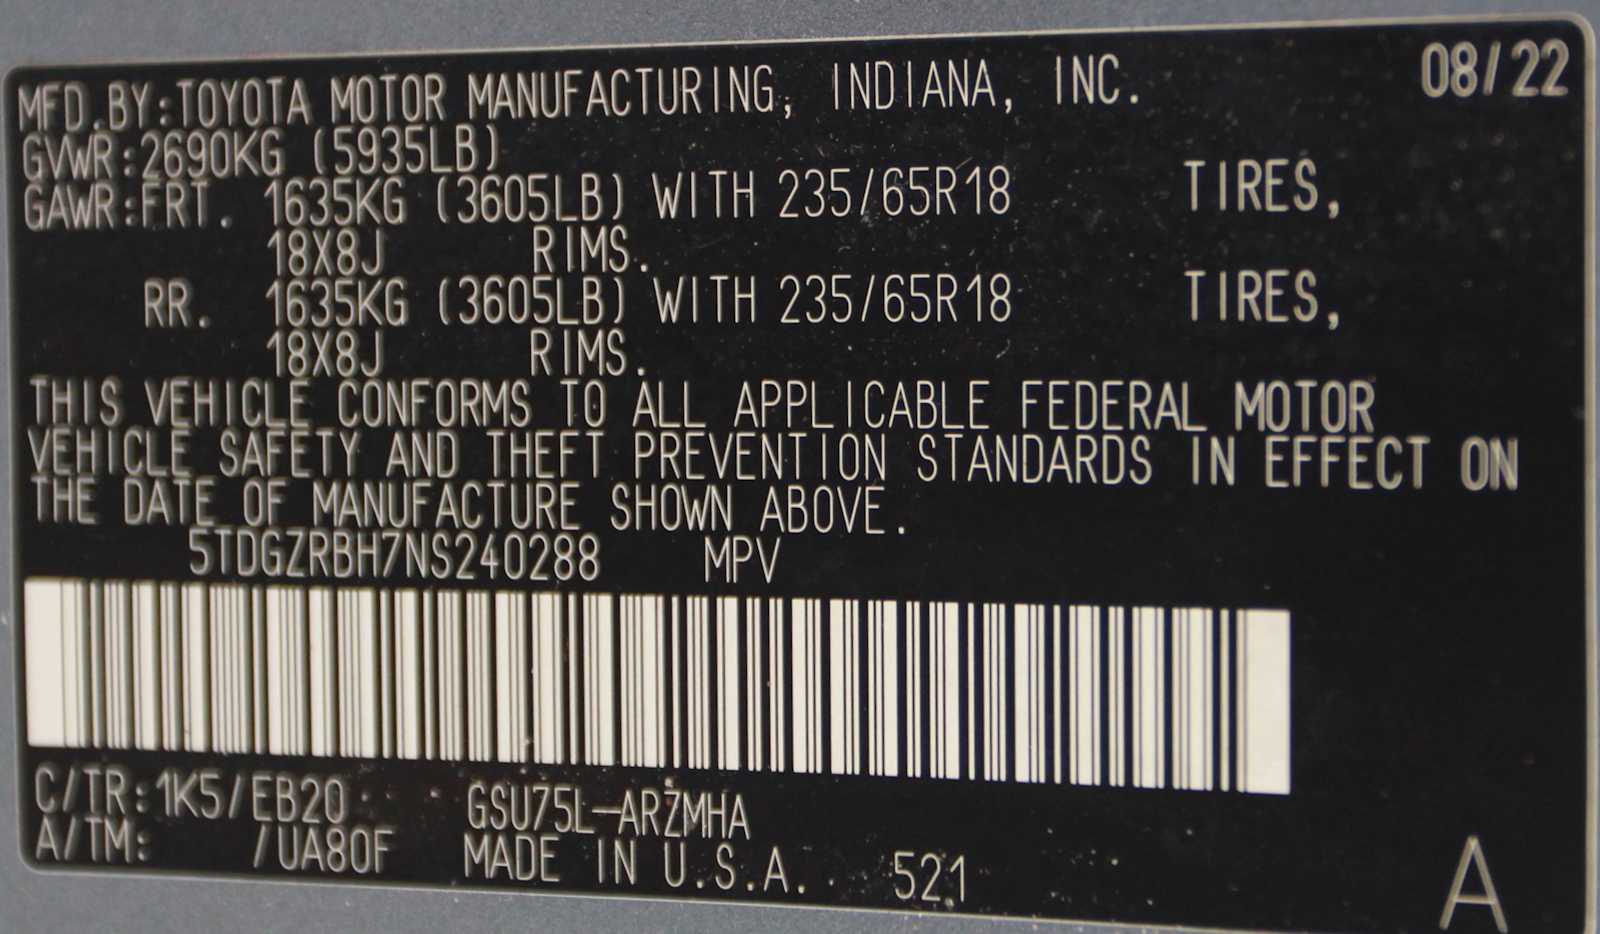 MFD.BY:TOYOTA MOTOR MANUFACTURING, INDIANA, INC. 08/22
GVWR:2690KG (5935LB)
GAWR:FRT. 1635KG (3605LB) WITH 235/65R18 TIRES,
18X8J RIMS.
RR. 1635KG (3605LB) WITH 235/65R18 TIRES,
18X8J RIMS.
THIS VEHICLE CONFORMS TO ALL APPLICABLE FEDERAL MOTOR
VEHICLE SAFETY AND THEFT PREVENTION STANDARDS IN EFFECT ON
THE DATE OF MANUFACTURE SHOWN ABOVE.
5TDGZRBH7NS240288 MPV
C/TR:1K5/EB20 GSU75L-ARZMHA
A/TM: /UA80F MADE IN U.S.A. 521
A